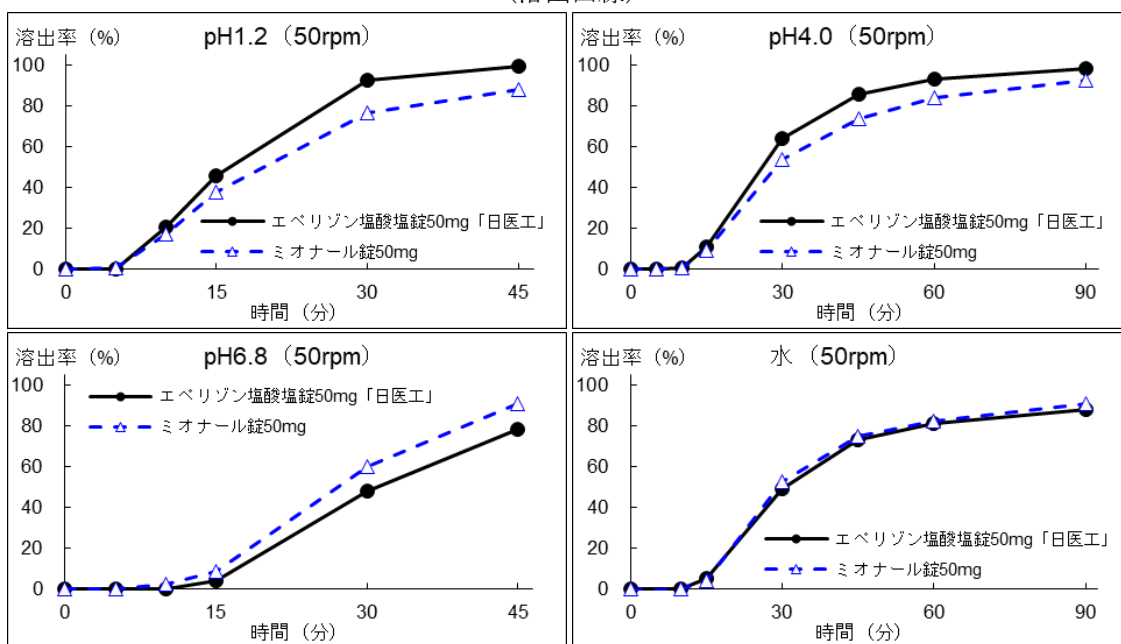 溶出率（%）
pH1.2（50rpm）
100
80
60
40
20
0
エペリゾン塩酸塩錠50mg「日医工」
ミオナール錠50mg
0
15
30
45
時間（分）
溶出率（%）
pH4.0（50rpm）
100
80
60
40
20
0
エペリゾン塩酸塩錠50mg「日医工」
ミオナール錠50mg
0
30
60
90
時間（分）
溶出率（%）
pH6.8（50rpm）
100
80
60
40
20
0
エペリゾン塩酸塩錠50mg「日医工」
ミオナール錠50mg
0
15
30
45
時間（分）
溶出率（%）
水（50rpm）
100
80
60
40
20
0
エペリゾン塩酸塩錠50mg「日医工」
ミオナール錠50mg
0
30
60
90
時間（分）